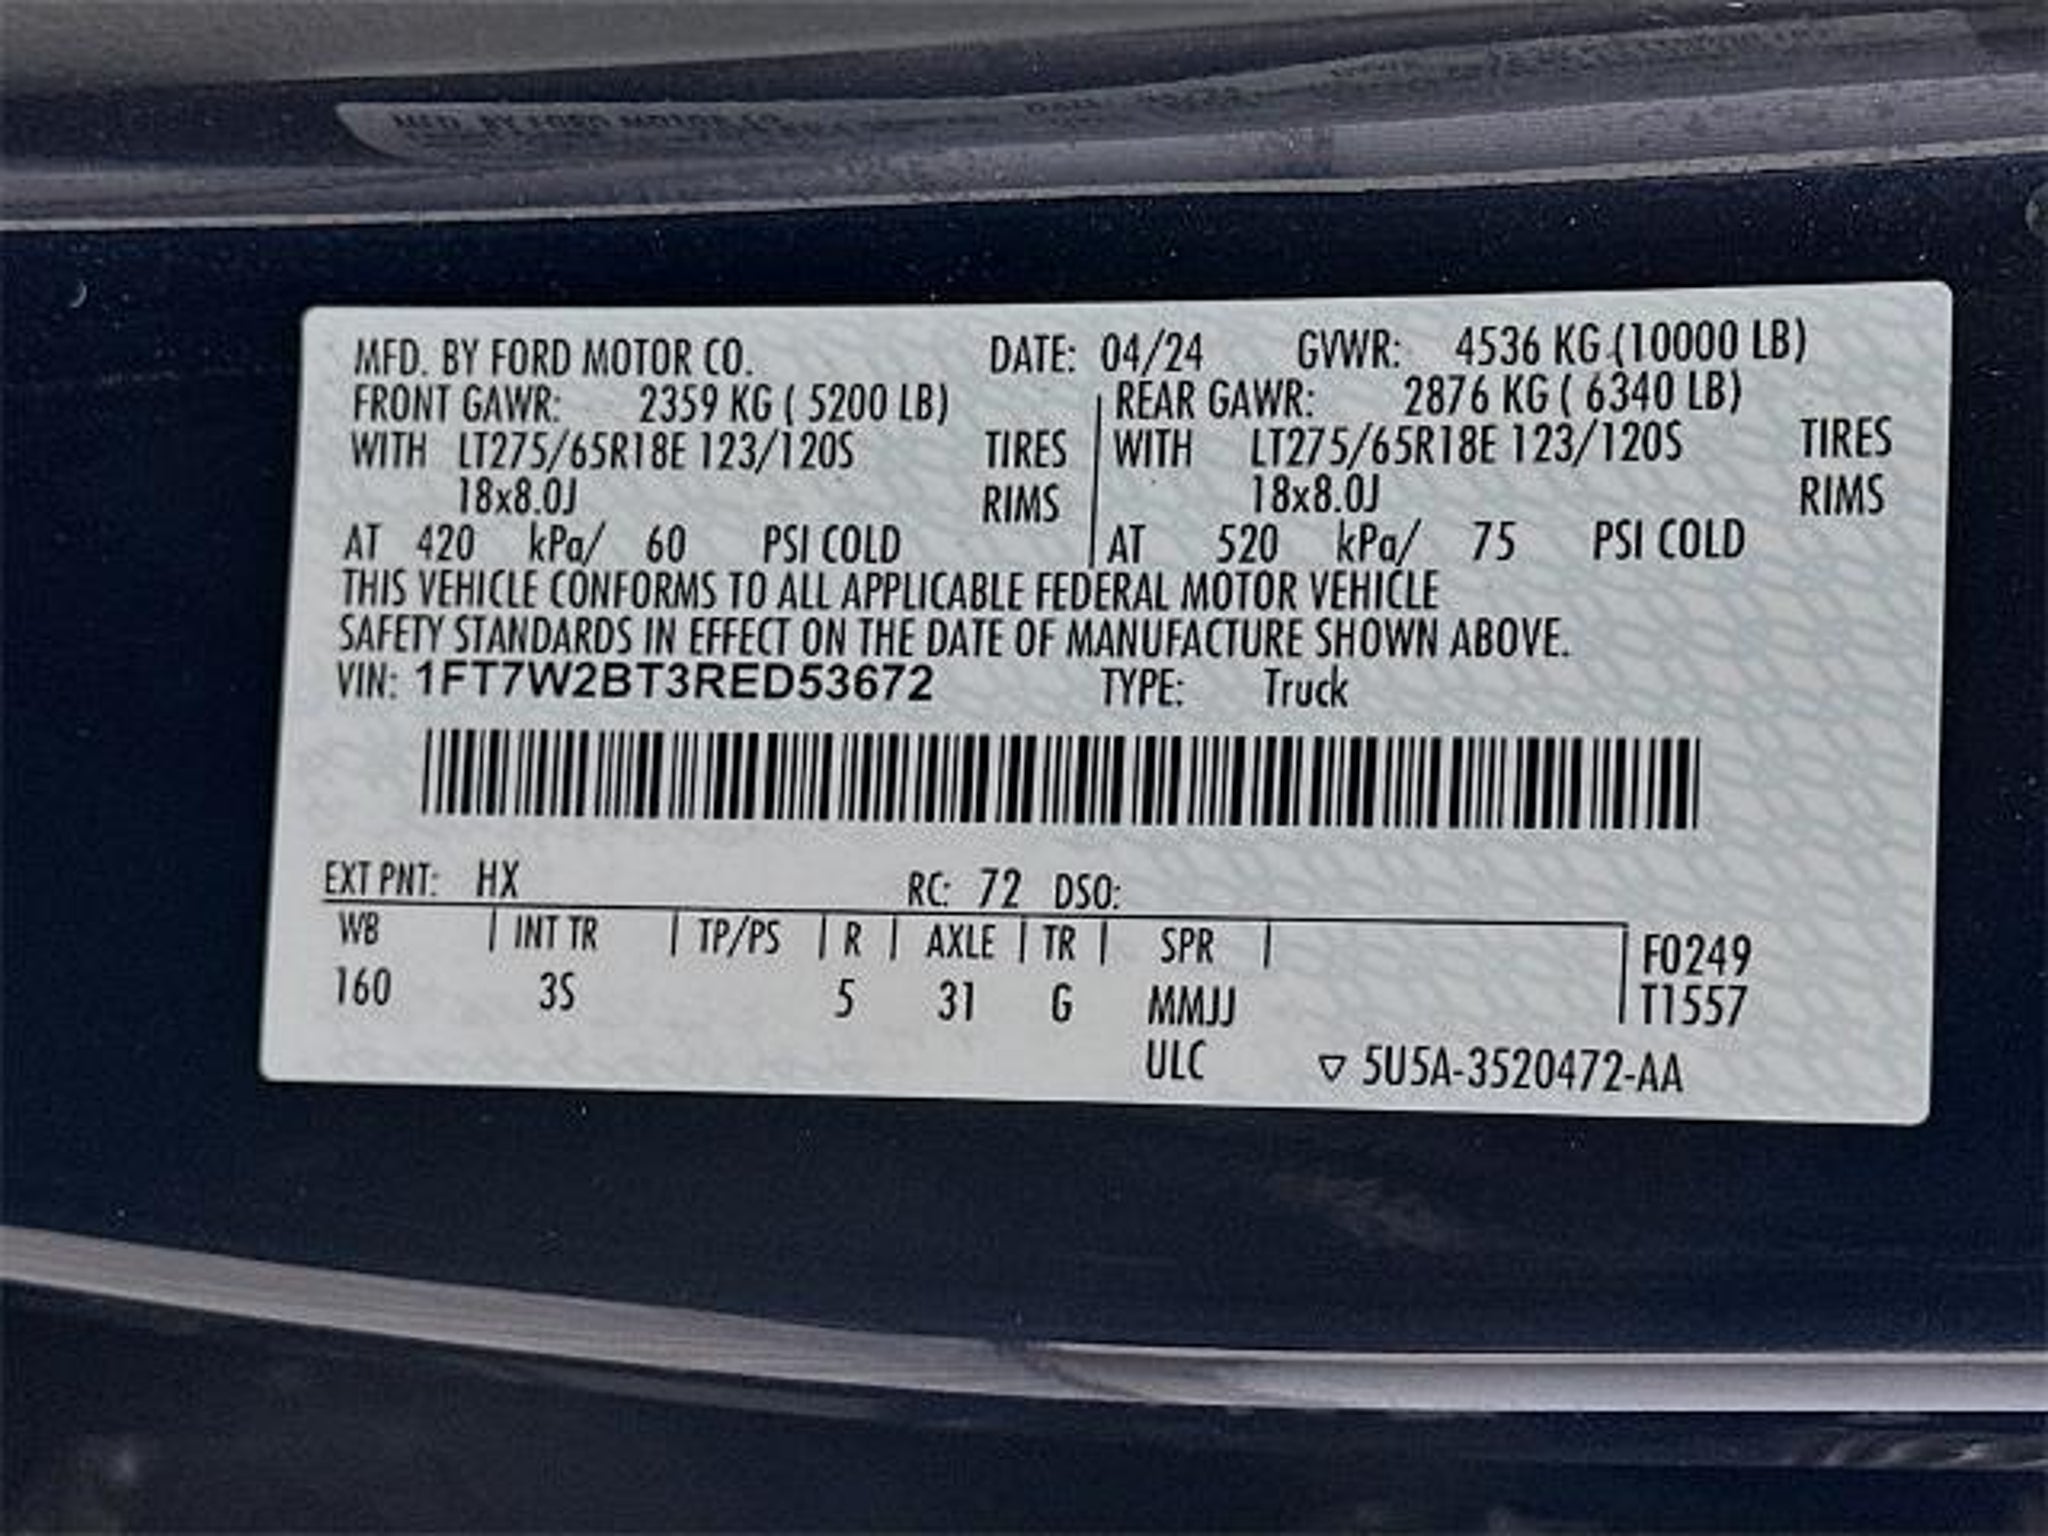 MFD. BY FORD MOTOR CO.
MFD. BY FORD MOTOR CO. DATE: 04/24 GVWR: 4536 KG (10000 LB)
FRONT GAWR: 2359 KG ( 5200 LB) REAR GAWR: 2876 KG ( 6340 LB)
WITH LT275/65R18E 123/120S TIRES WITH LT275/65R18E 123/120S TIRES
18x8.0J RIMS 18x8.0J RIMS
AT 420 kPa/ 60 PSI COLD AT 520 kPa/ 75 PSI COLD
THIS VEHICLE CONFORMS TO ALL APPLICABLE FEDERAL MOTOR VEHICLE
SAFETY STANDARDS IN EFFECT ON THE DATE OF MANUFACTURE SHOWN ABOVE.
VIN: 1FT7W2BT3RED53672 TYPE: Truck
EXT PNT: HX RC: 72 DSO:
WB INT TR TP/PS R AXLE TR SPR F0249
160 3S 5 31 G MMJJ T1557
ULC ▽ 5U5A-3520472-AA